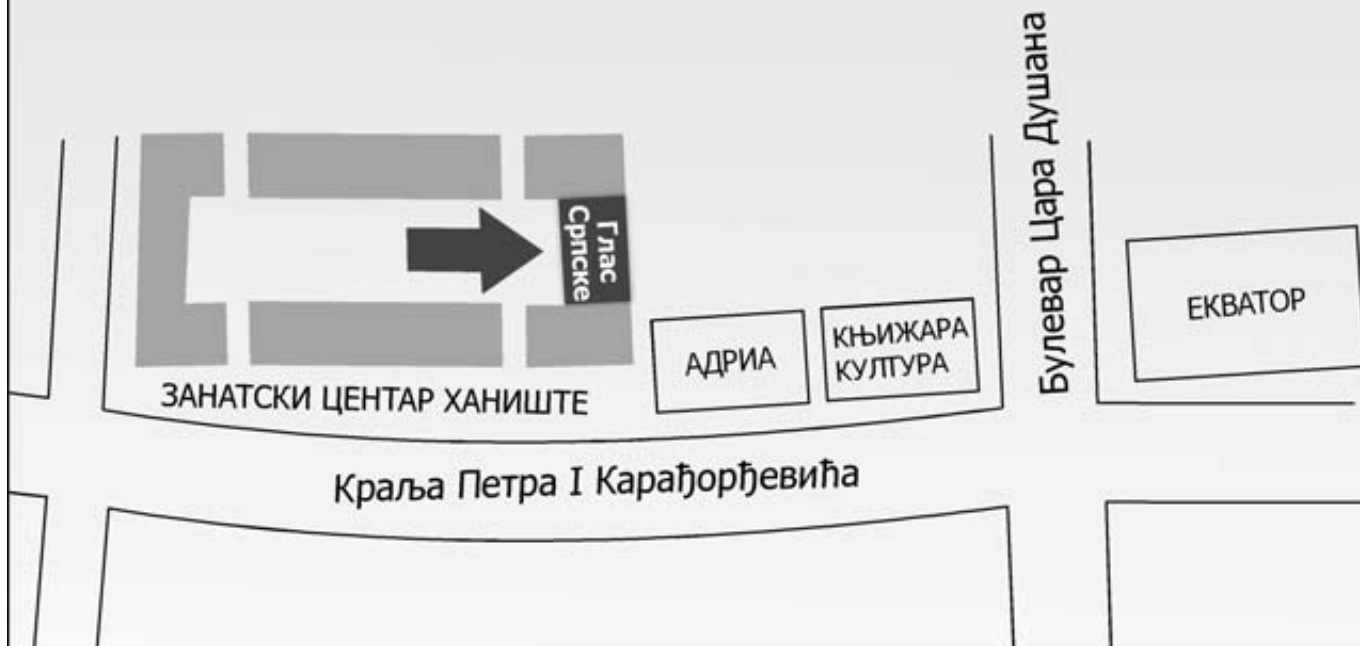 Булевар Цара Душана
Глас
Српске
ЕКВАТОР
АДРИА
КЊИЖАРА
КУЛТУРА
ЗАНАТСКИ ЦЕНТАР ХАНИШТЕ
Краља Петра I Карађорђевића